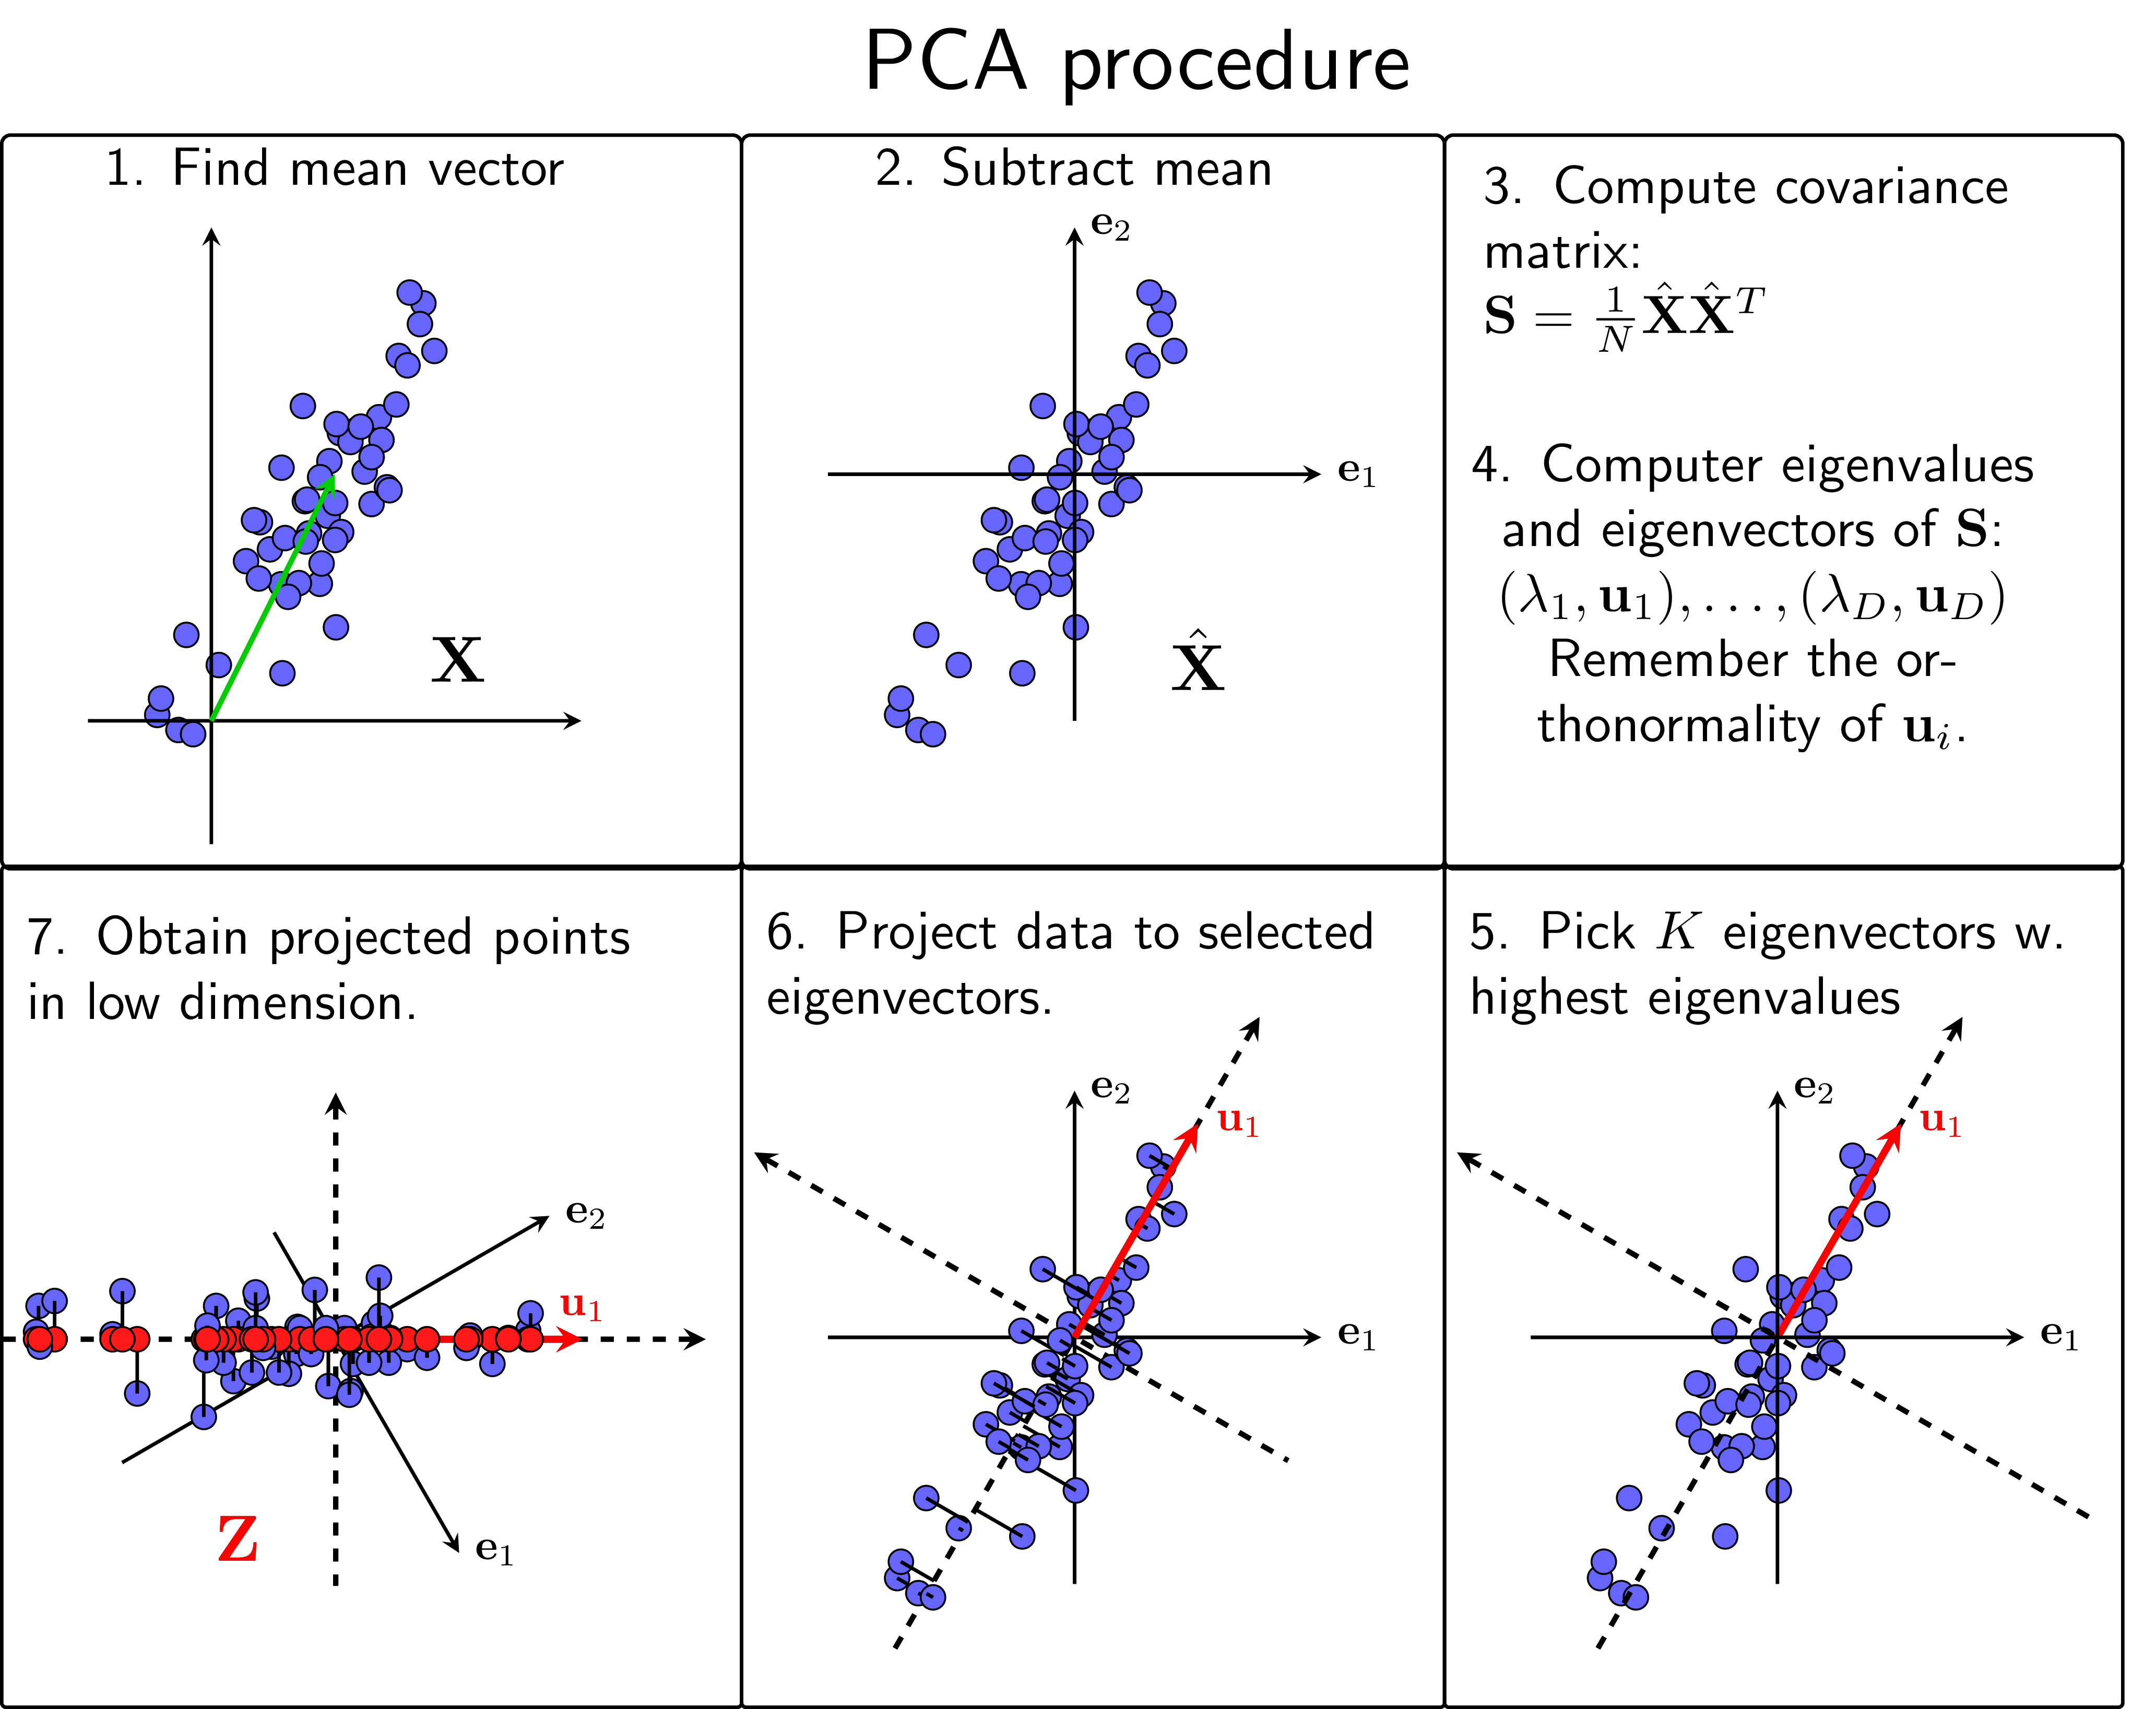 PCA procedure
1. Find mean vector
X
2. Subtract mean
e₂
e₁
X̂
3. Compute covariance
matrix:
S = 1/N X̂X̂ᵀ
4. Computer eigenvalues
and eigenvectors of S:
(λ₁, u₁), . . . , (λ_D, u_D)
Remember the or-
thonormality of uᵢ.
7. Obtain projected points
in low dimension.
e₂
u₁
Z
e₁
6. Project data to selected
eigenvectors.
e₂
u₁
e₁
5. Pick K eigenvectors w.
highest eigenvalues
e₂
u₁
e₁